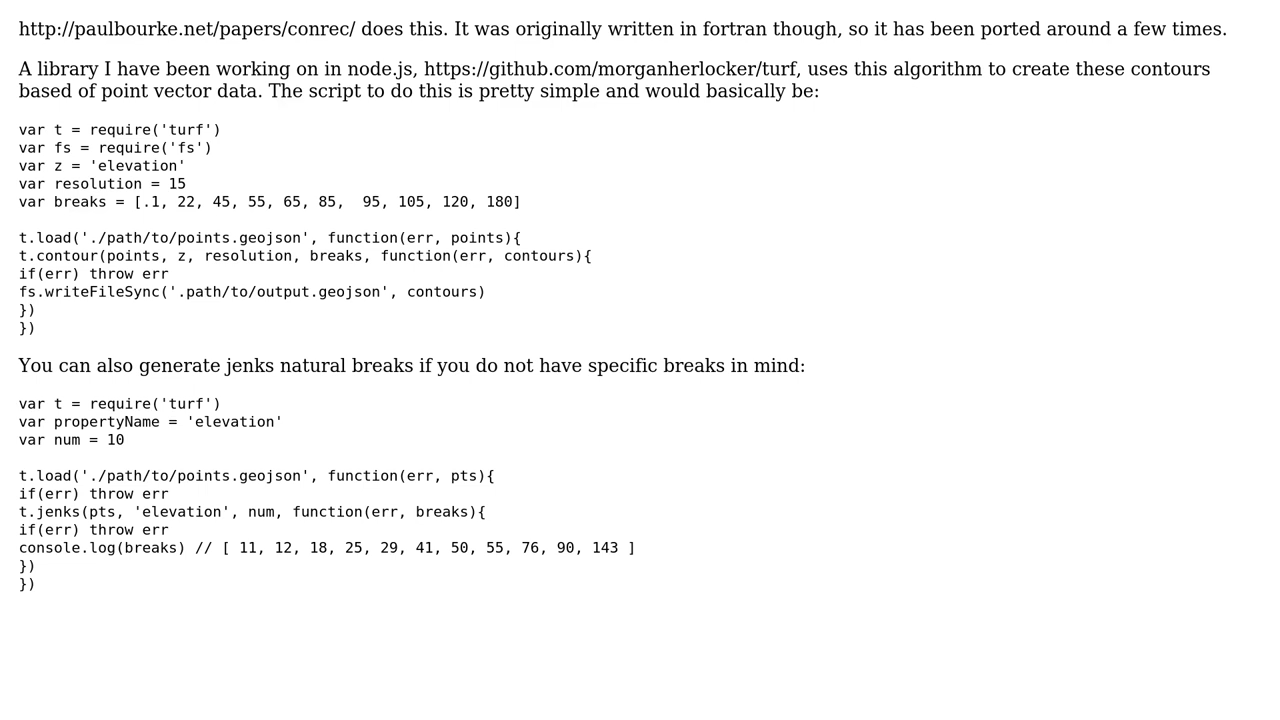 http://paulbourke.net/papers/conrec/ does this. It was originally written in fortran though, so it has been ported around a few times.
A library I have been working on in node.js, https://github.com/morganherlocker/turf, uses this algorithm to create these contours
based of point vector data. The script to do this is pretty simple and would basically be:
var t = require('turf')
var fs = require('fs')
var z = 'elevation'
var resolution = 15
var breaks = [.1, 22, 45, 55, 65, 85,  95, 105, 120, 180]
t.load('./path/to/points.geojson', function(err, points){
t.contour(points, z, resolution, breaks, function(err, contours){
if(err) throw err
fs.writeFileSync('.path/to/output.geojson', contours)
})
})
You can also generate jenks natural breaks if you do not have specific breaks in mind:
var t = require('turf')
var propertyName = 'elevation'
var num = 10
t.load('./path/to/points.geojson', function(err, pts){
if(err) throw err
t.jenks(pts, 'elevation', num, function(err, breaks){
if(err) throw err
console.log(breaks) // [ 11, 12, 18, 25, 29, 41, 50, 55, 76, 90, 143 ]
})
})